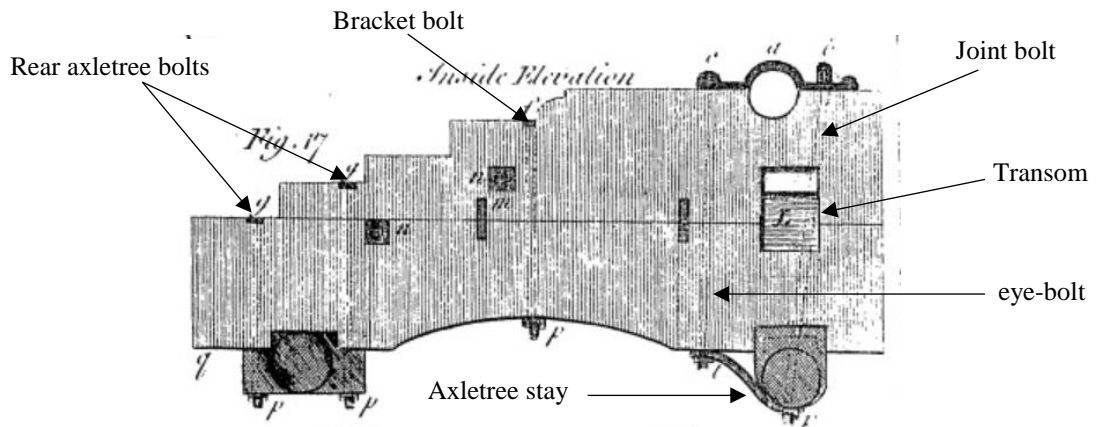 Bracket bolt
Rear axletree bolts
Inside Elevation
Joint bolt
Fig. 17
e a c
f
g
g
n
m
n
Transom
L
eye-bolt
q
p
p
p
Axletree stay